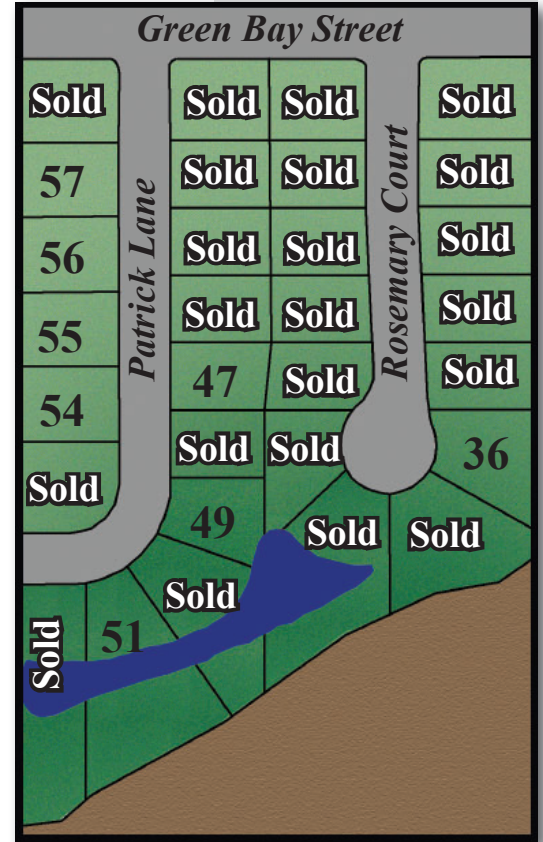 Green Bay Street
Sold Sold Sold Sold
57 Sold Sold Sold
56 Sold Sold Sold
55 Sold Sold Sold
54 47 Sold Sold
Sold Sold Sold 36
49 Sold Sold
Sold
Sold 51
Patrick Lane
Rosemary Court